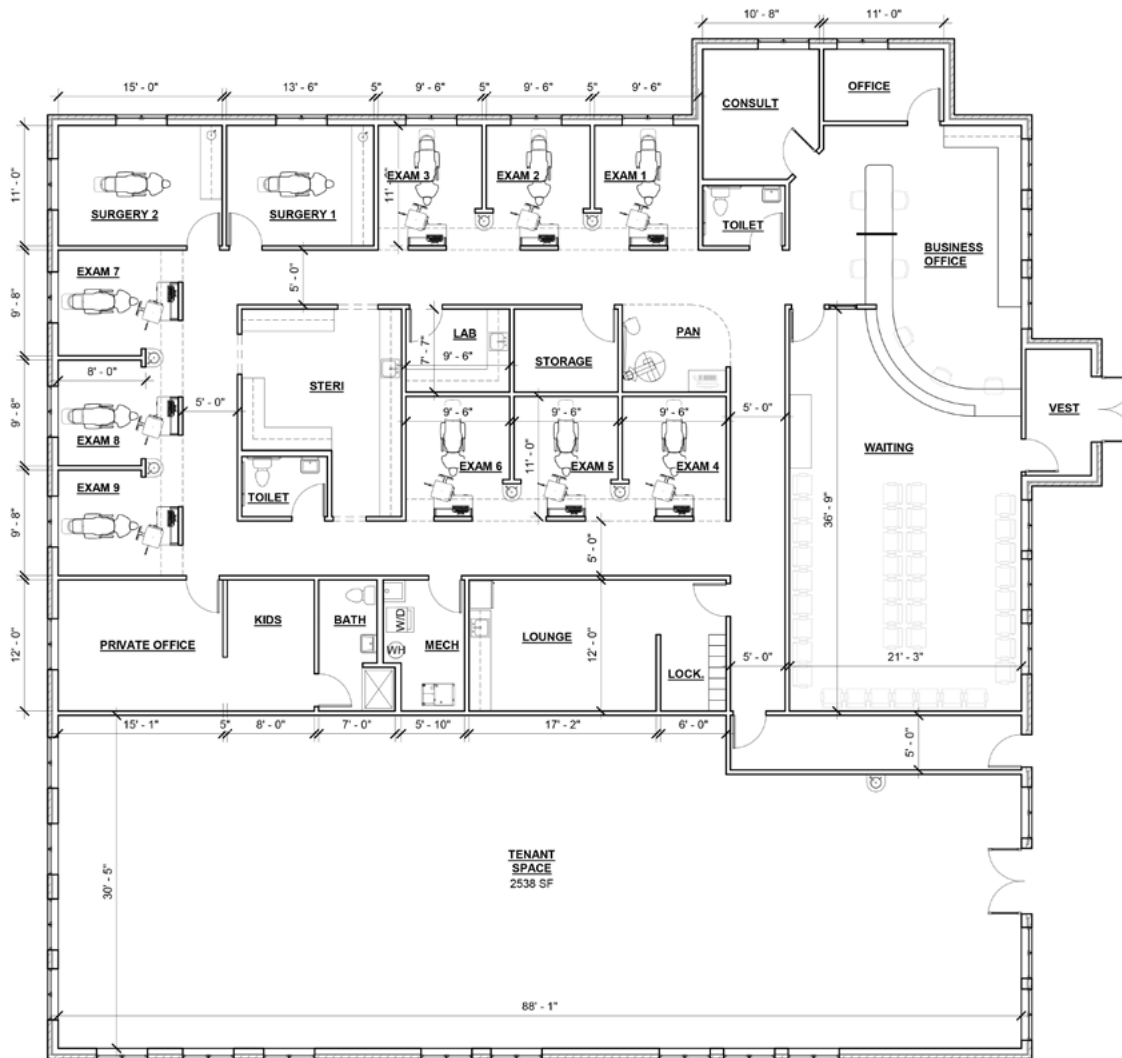 10' - 8"
11' - 0"
15' - 0"
13' - 6"
5"
9' - 6"
5"
9' - 6"
5"
9' - 6"
CONSULT
OFFICE
11' - 0"
SURGERY 2
SURGERY 1
EXAM 3
11' - 0"
EXAM 2
EXAM 1
TOILET
BUSINESS
OFFICE
9' - 8"
EXAM 7
5' - 0"
LAB
7' - 7"
9' - 6"
STORAGE
PAN
8' - 0"
STERI
VEST
9' - 8"
EXAM 8
5' - 0"
9' - 6"
9' - 6"
9' - 6"
5' - 0"
WAITING
EXAM 6
11' - 0"
EXAM 5
EXAM 4
9' - 8"
EXAM 9
TOILET
36' - 9"
5' - 0"
12' - 0"
PRIVATE OFFICE
KIDS
BATH
W/D
WH
MECH
LOUNGE
12' - 0"
LOCK.
5' - 0"
21' - 3"
15' - 1"
5"
8' - 0"
7' - 0"
5' - 10"
17' - 2"
6' - 0"
5' - 0"
30' - 5"
TENANT
SPACE
2538 SF
88' - 1"